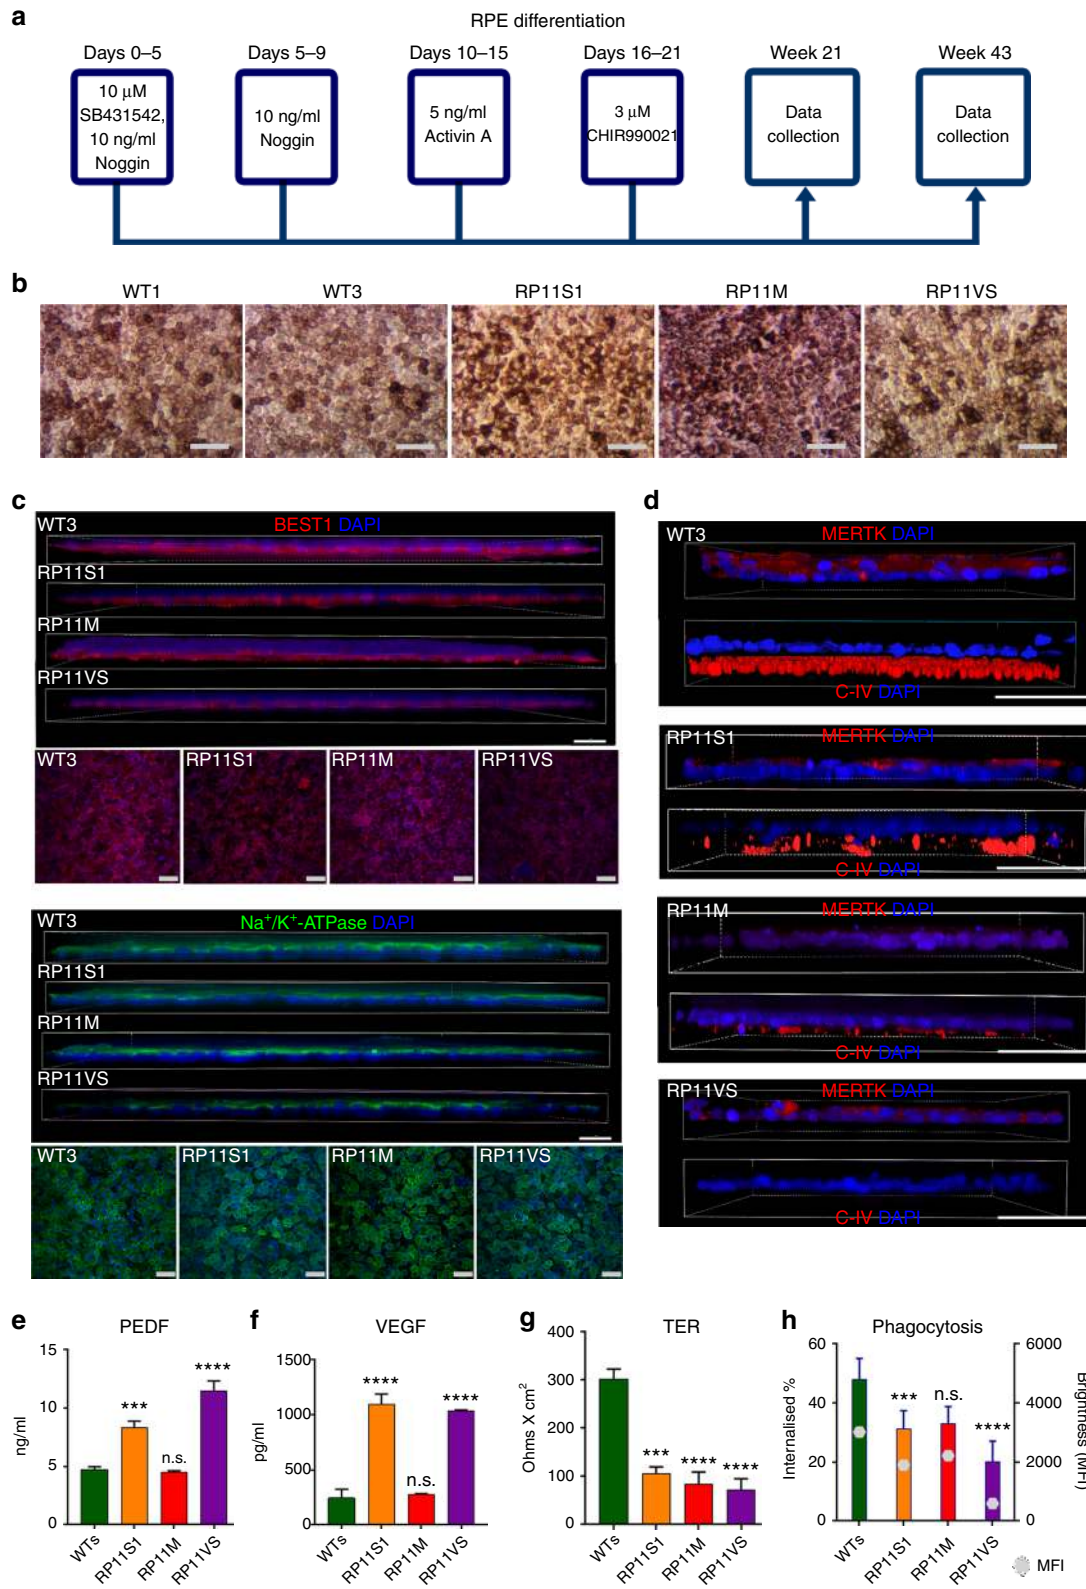 a
RPE differentiation
Days 0–5
Days 5–9
Days 10–15
Days 16–21
Week 21
Week 43
10 μM
SB431542,
10 ng/ml
Noggin
10 ng/ml
Noggin
5 ng/ml
Activin A
3 μM
CHIR990021
Data
collection
Data
collection
b
WT1
WT3
RP11S1
RP11M
RP11VS
c
WT3
BEST1 DAPI
RP11S1
RP11M
RP11VS
WT3
RP11S1
RP11M
RP11VS
WT3
Na⁺/K⁺-ATPase DAPI
RP11S1
RP11M
RP11VS
WT3
RP11S1
RP11M
RP11VS
d
WT3
MERTK DAPI
C-IV DAPI
RP11S1
MERTK DAPI
C-IV DAPI
RP11M
MERTK DAPI
C-IV DAPI
RP11VS
MERTK DAPI
C-IV DAPI
e
PEDF
15
10
5
0
ng/ml
***
n.s.
****
WTs
RP11S1
RP11M
RP11VS
f
VEGF
1500
1000
500
0
pg/ml
****
n.s.
****
WTs
RP11S1
RP11M
RP11VS
g
TER
400
300
200
100
0
Ohms X cm²
***
****
****
WTs
RP11S1
RP11M
RP11VS
h
Phagocytosis
60
40
20
0
Internalised %
6000
4000
2000
0
Brightness (MFI)
***
n.s.
****
WTs
RP11S1
RP11M
RP11VS
MFI